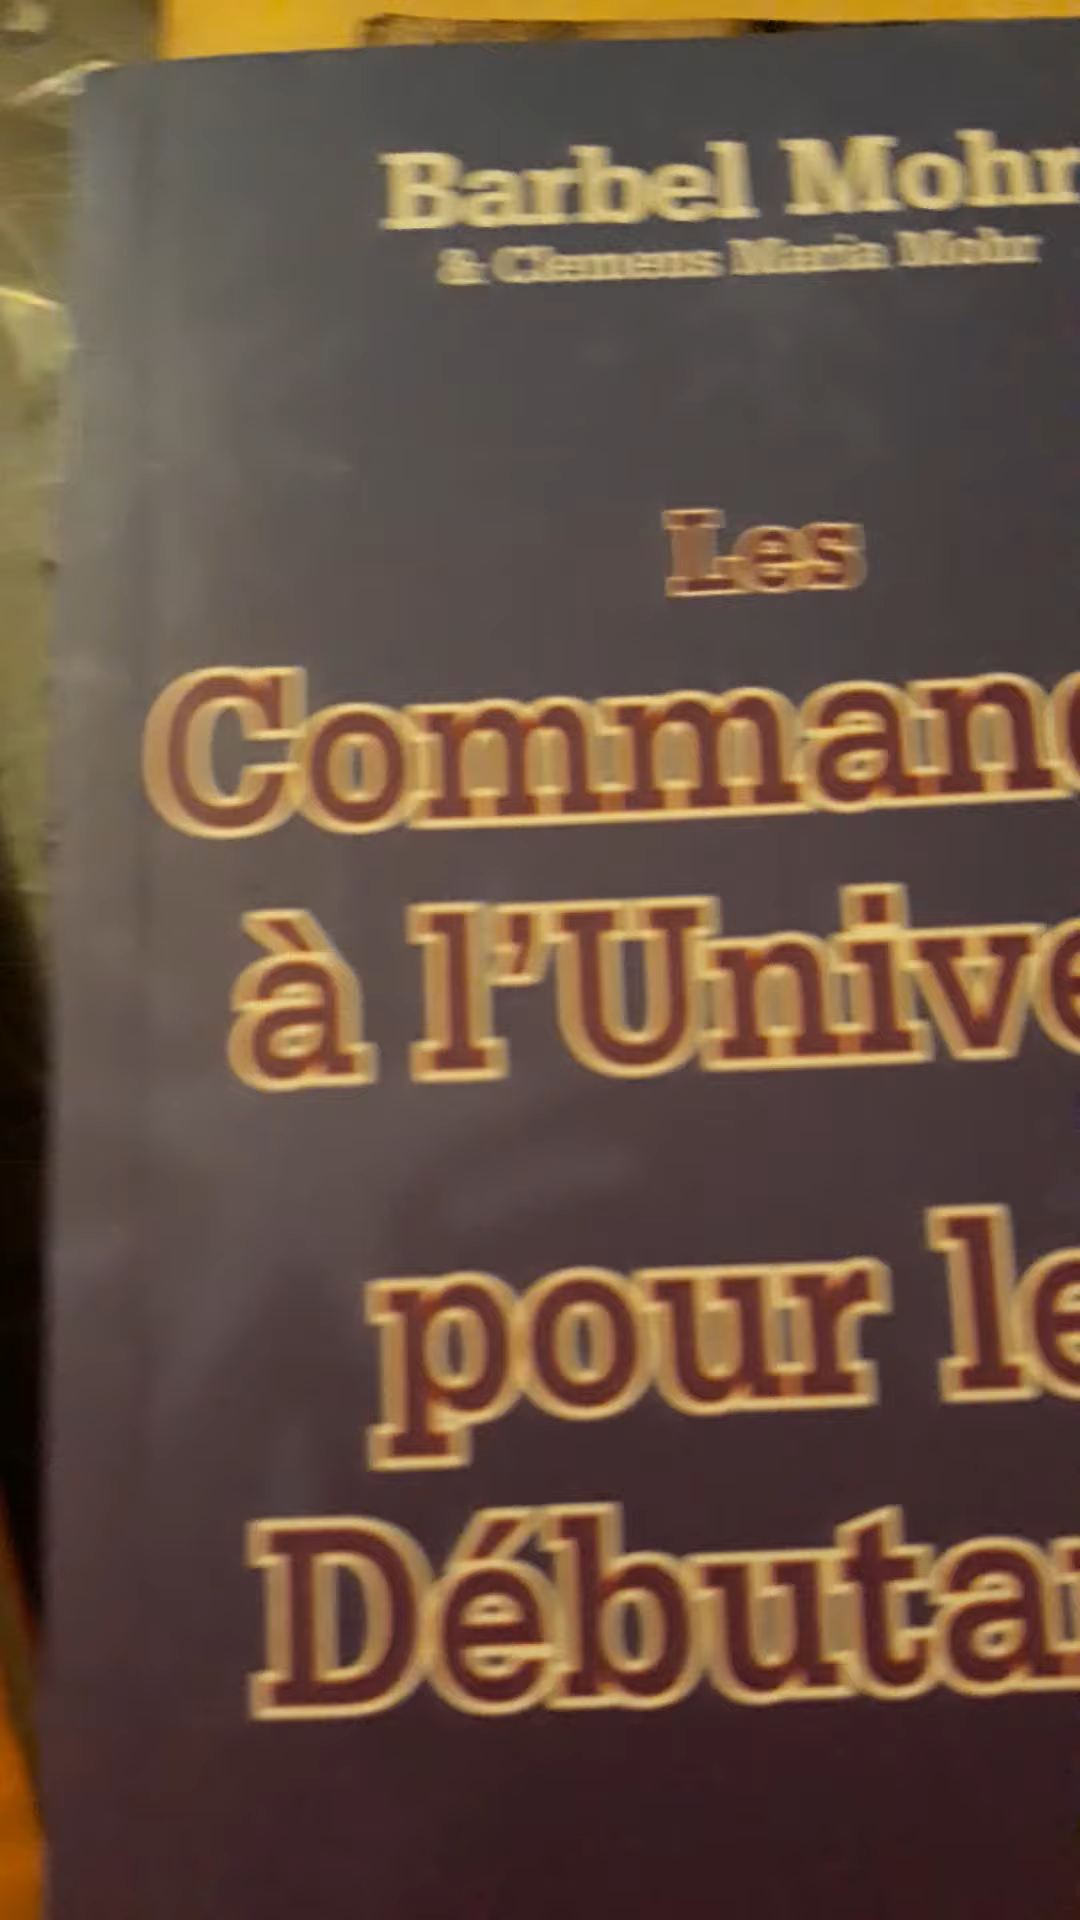 Barbel Mohr
& Clemens Maria Mohr
Les
Command
à l'Unive
pour le
Débuta